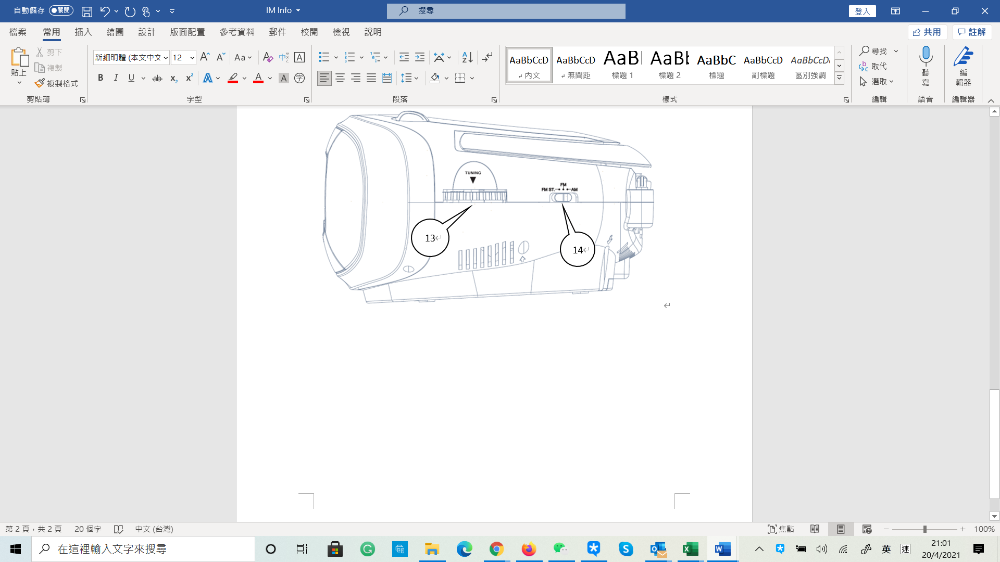 自動儲存 關閉 IM Info 搜尋 登入
檔案 常用 插入 繪圖 設計 版面配置 參考資料 郵件 校閱 檢視 說明 共用 註解
貼上
剪下
複製
複製格式
剪貼簿
新細明體 (本文中文 12
字型
段落
AaBbCcD AaBbCcD AaB AaBb AaBbC AaBbCcD AaBbCcDı
內文 無間距 標題 1 標題 2 標題 副標題 區別強調
樣式
尋找
取代
選取
編輯
聽
寫
語音
編
輯器
編輯器
TUNING
FM
FM ST. AM
13
14
第 2 頁，共 2 頁 20 個字 中文 (台灣) 焦點 100%
在這裡輸入文字來搜尋
英 速
21:01
20/4/2021